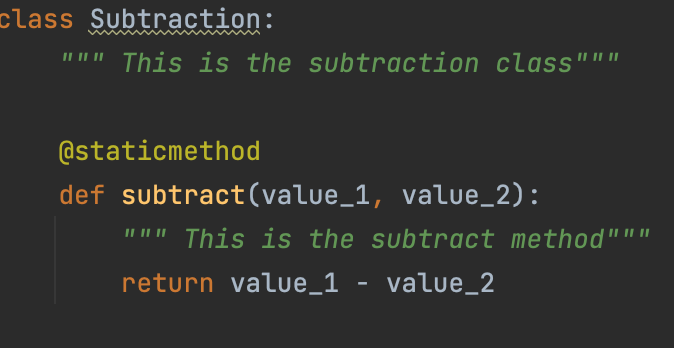 class Subtraction:
""" This is the subtraction class"""
@staticmethod
def subtract(value_1, value_2):
""" This is the subtract method"""
return value_1 - value_2